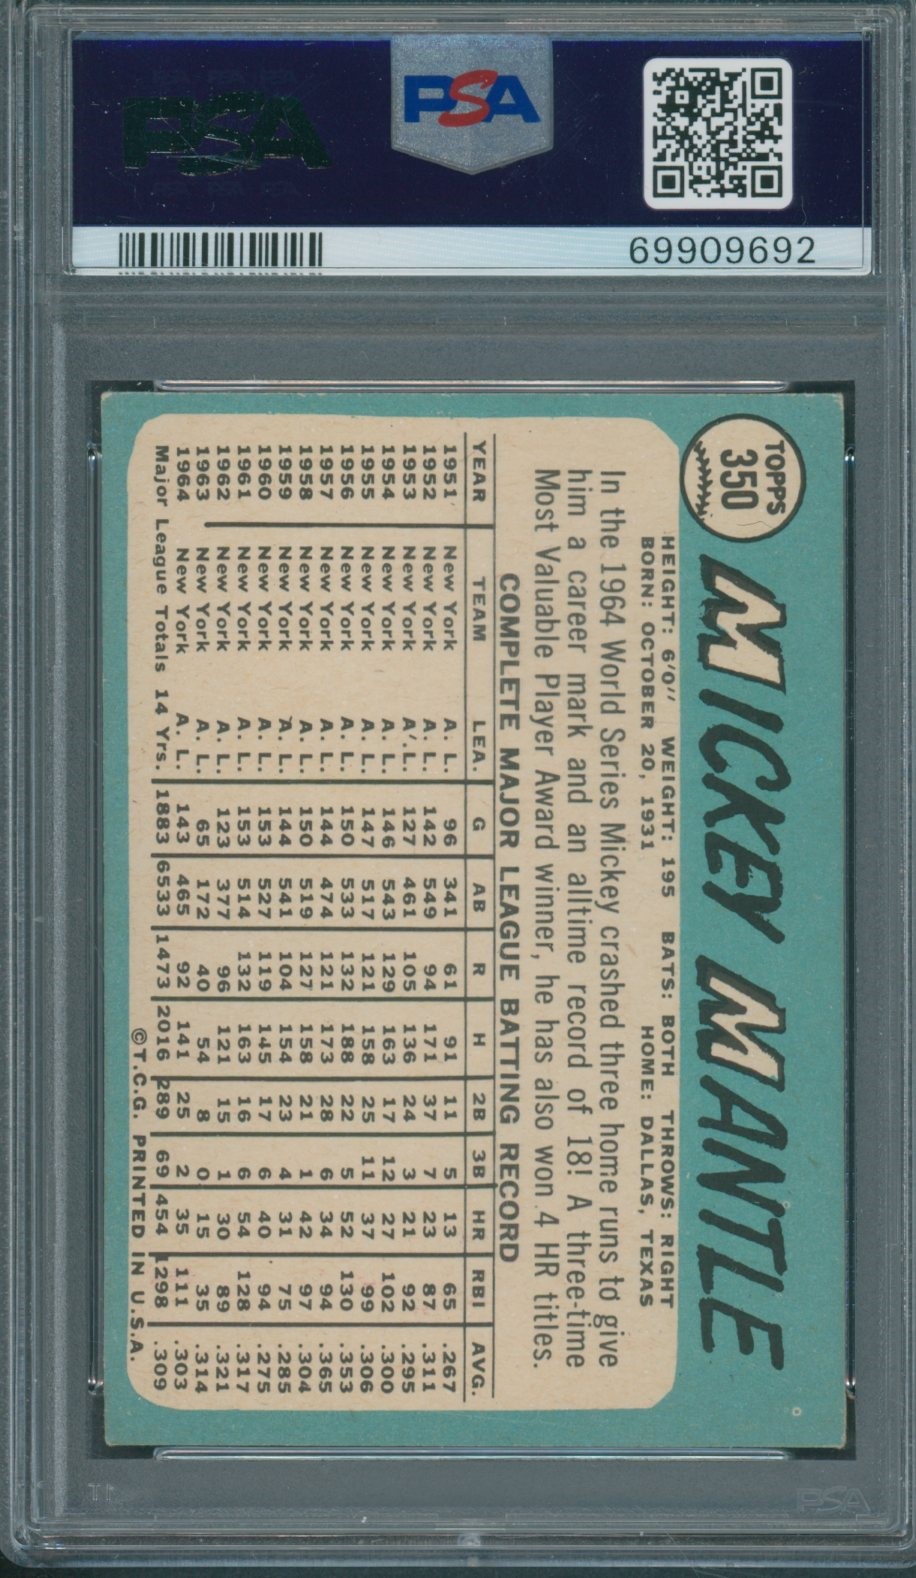 PSA
PSA
69909692
TOPPS
350
MICKEY MANTLE
HEIGHT: 6'0" WEIGHT: 195 BATS: BOTH THROWS: RIGHT
BORN: OCTOBER 20, 1931 HOME: DALLAS, TEXAS
In the 1964 World Series Mickey crashed three home runs to give
him a career mark and an alltime record of 18! A three-time
Most Valuable Player Award winner, he has also won 4 HR titles.
COMPLETE MAJOR LEAGUE BATTING RECORD
YEAR TEAM LEA. G AB R H 2B 3B HR RBI AVG.
1951 New York A. L. 96 341 61 91 11 5 13 65 .267
1952 New York A. L. 142 549 94 171 37 7 23 87 .311
1953 New York A. L. 127 461 105 136 24 3 21 92 .295
1954 New York A. L. 146 543 129 163 17 12 27 102 .300
1955 New York A. L. 147 517 121 158 25 11 37 99 .306
1956 New York A. L. 150 533 132 188 22 5 52 130 .353
1957 New York A. L. 144 474 121 173 28 6 34 94 .365
1958 New York A. L. 150 519 127 158 21 1 42 97 .304
1959 New York A. L. 144 541 104 154 23 4 31 75 .285
1960 New York A. L. 153 527 119 145 17 6 40 94 .275
1961 New York A. L. 153 514 132 163 16 6 54 128 .317
1962 New York A. L. 123 377 96 121 15 1 30 89 .321
1963 New York A. L. 65 172 40 54 8 0 15 35 .314
1964 New York A. L. 143 465 92 141 25 2 35 111 .303
Major League Totals 14 Yrs. 1883 6533 1473 2016 289 69 454 1298 .309
©T.C.G. PRINTED IN U.S.A.
PSA